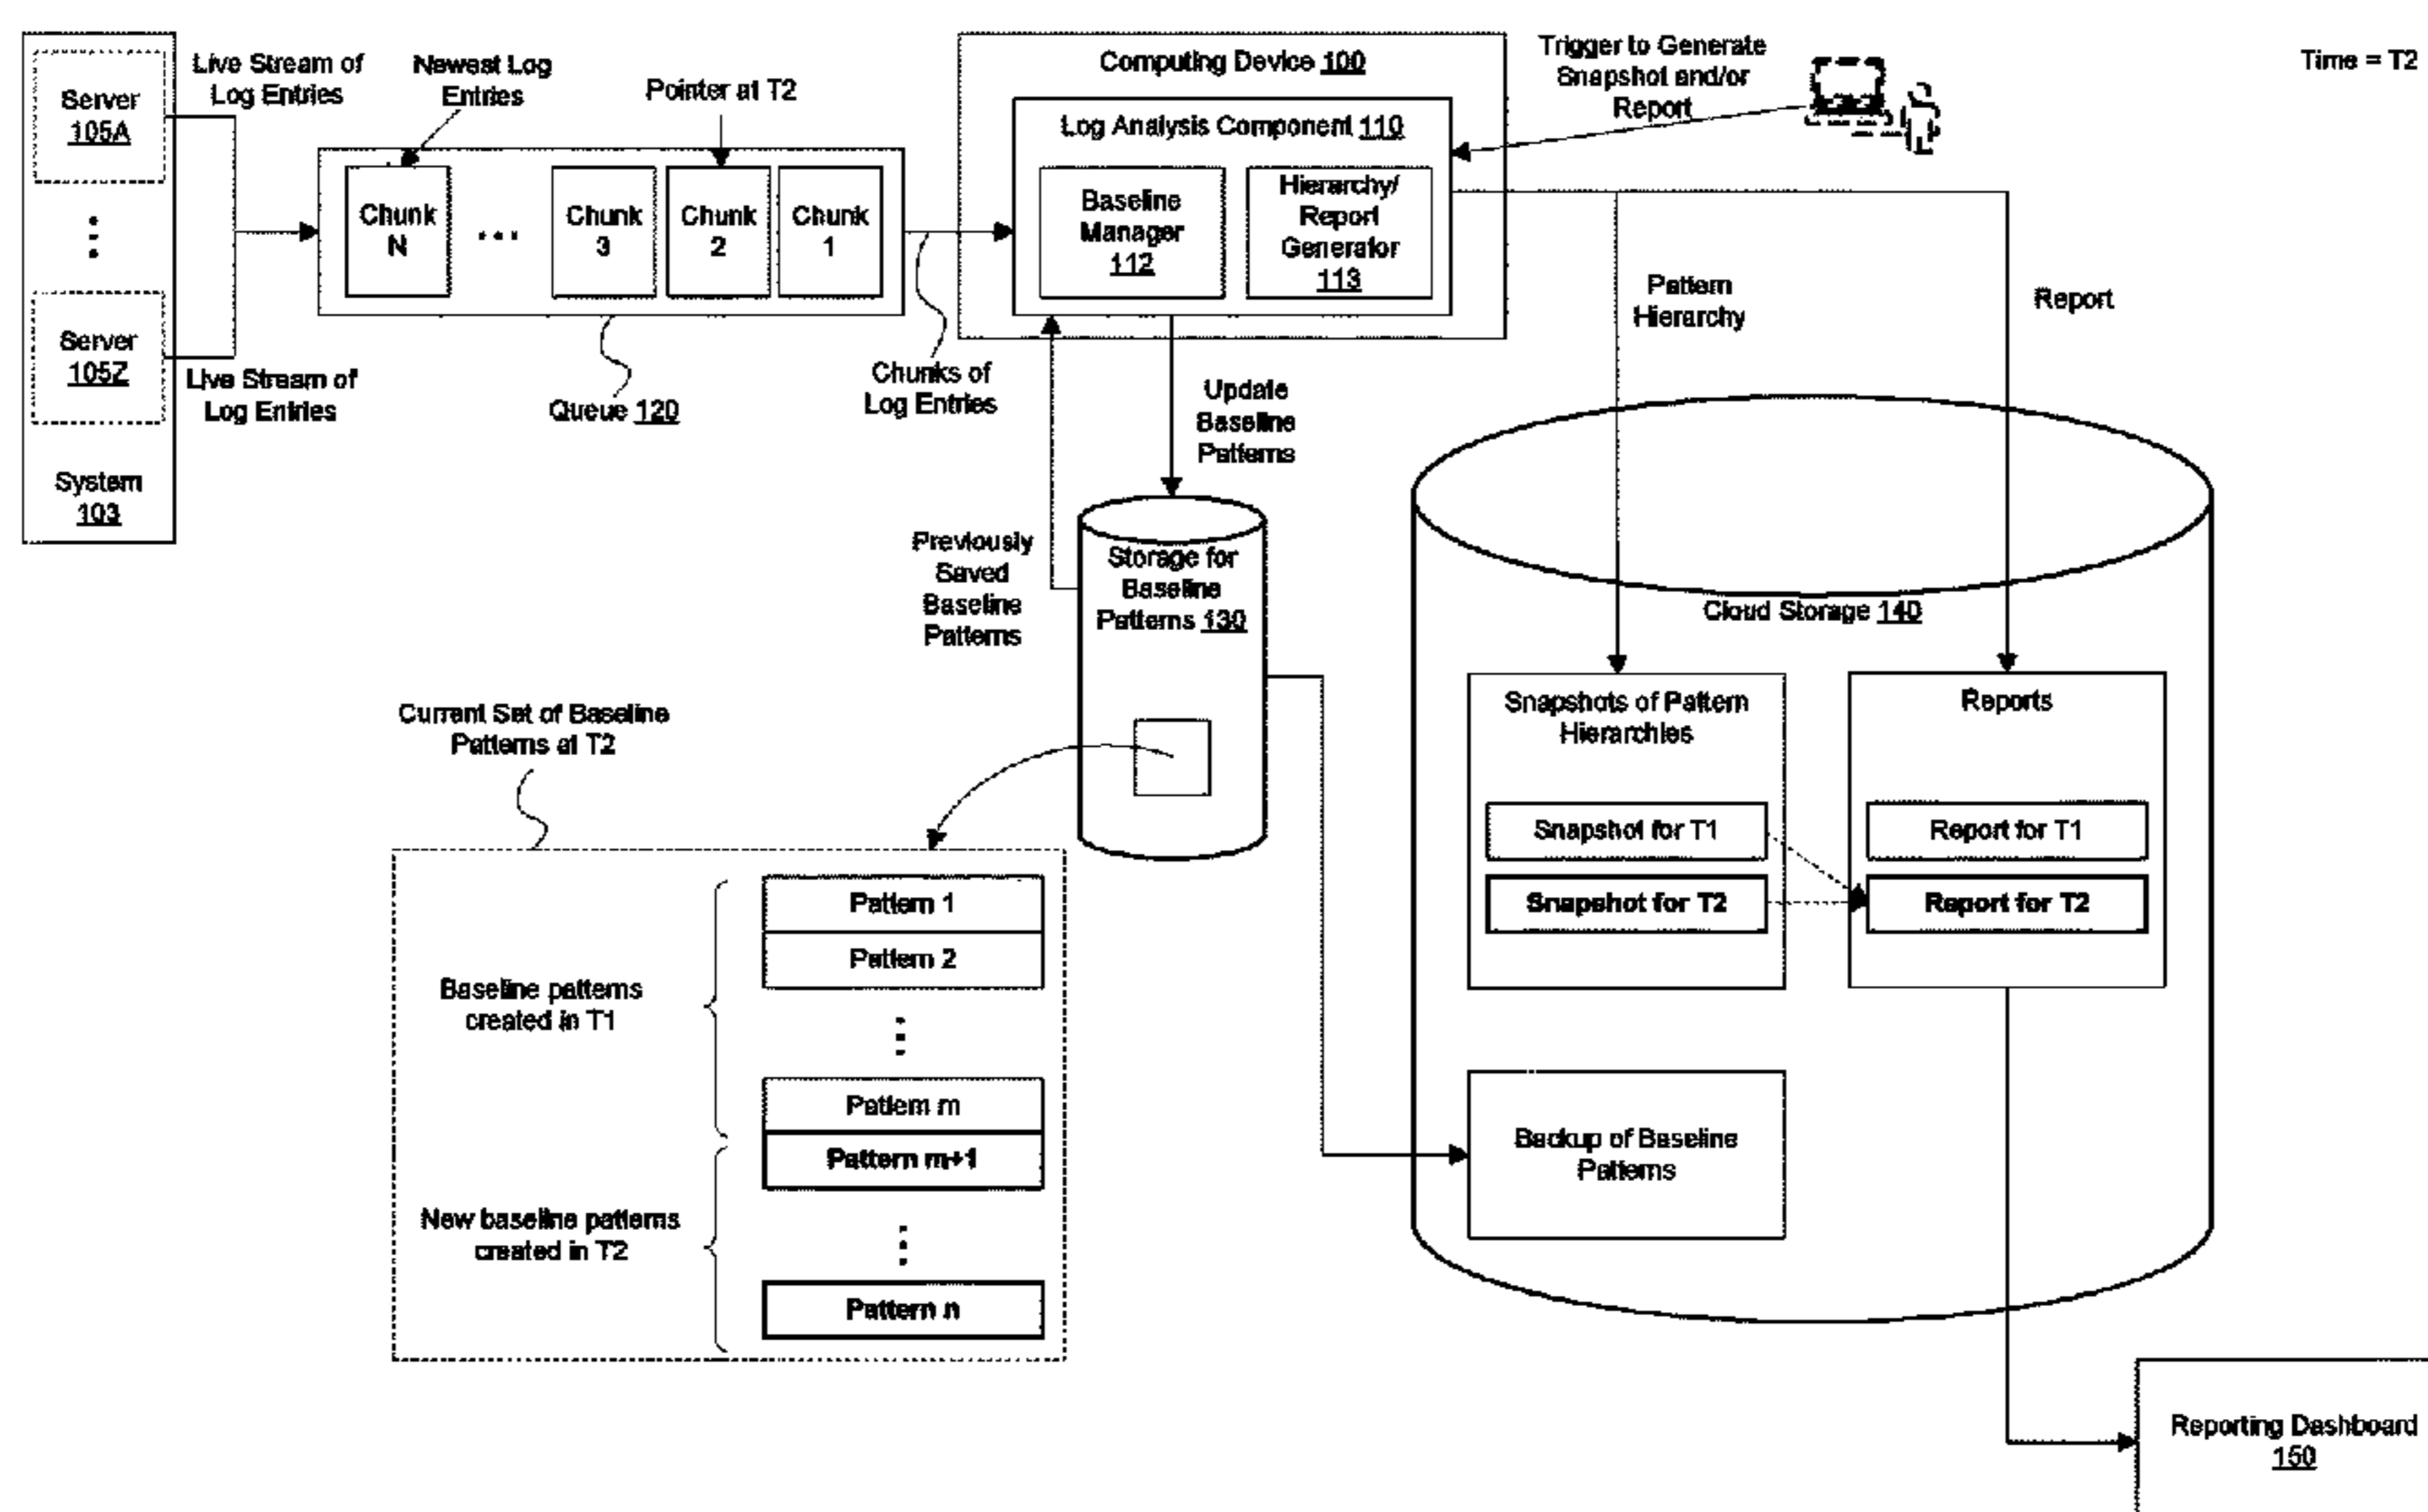 Time = T2
Server
105A
Server
105Z
System
103
Live Stream of
Log Entries
Live Stream of
Log Entries
Newest Log
Entries
Pointer at T2
Chunk
N
...
Chunk
3
Chunk
2
Chunk
1
Queue 120
Chunks of
Log Entries
Computing Device 100
Log Analysis Component 110
Baseline
Manager
112
Hierarchy/
Report
Generator
113
Trigger to Generate
Snapshot and/or
Report
Pattern
Hierarchy
Report
Update
Baseline
Patterns
Previously
Saved
Baseline
Patterns
Storage for
Baseline
Patterns 130
Cloud Storage 140
Snapshots of Pattern
Hierarchies
Snapshot for T1
Snapshot for T2
Reports
Report for T1
Report for T2
Backup of Baseline
Patterns
Current Set of Baseline
Patterns at T2
Baseline patterns
created in T1
Pattern 1
Pattern 2
Pattern m
New baseline patterns
created in T2
Pattern m+1
Pattern n
Reporting Dashboard
150